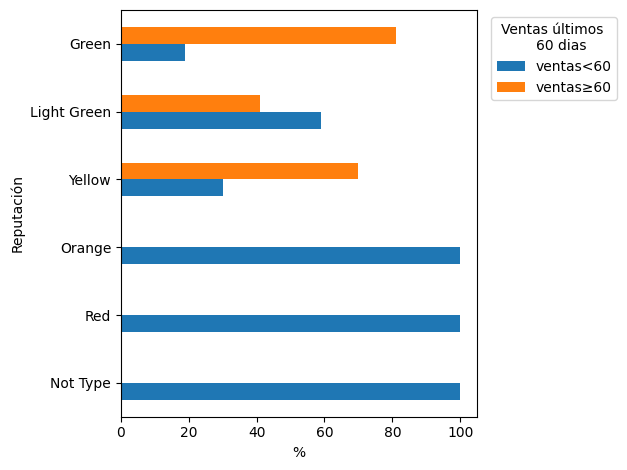 Green
Light Green
Yellow
Orange
Red
Not Type
Reputación
0 20 40 60 80 100
%
Ventas últimos
60 dias
ventas<60
ventas≥60